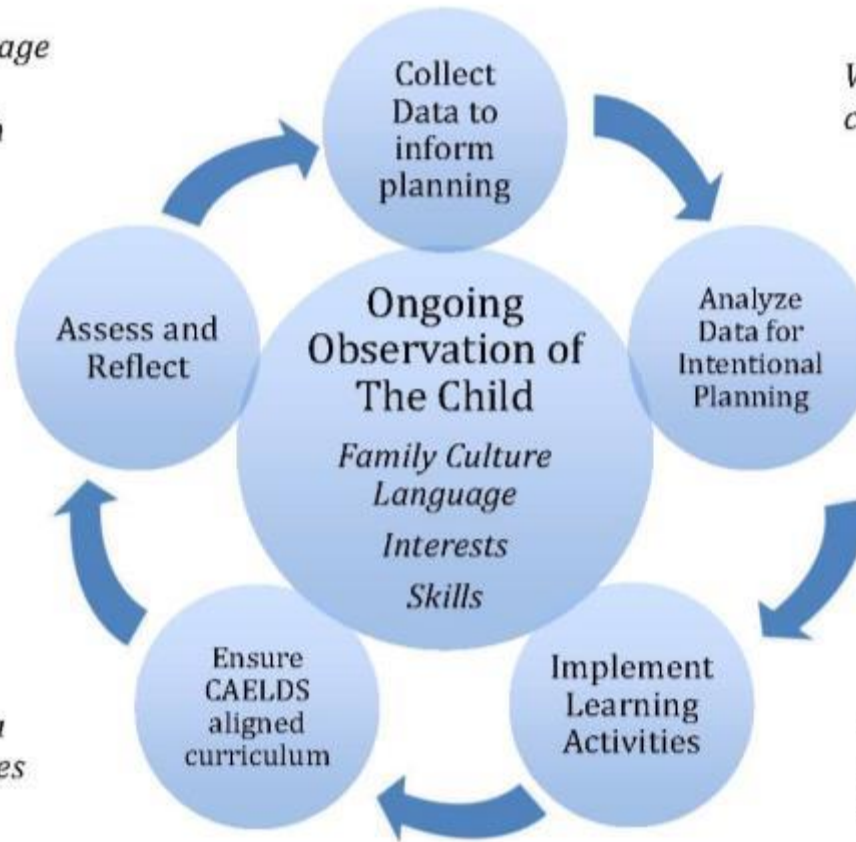 Collect
Data to
inform
planning
Analyze
Data for
Intentional
Planning
Implement
Learning
Activities
Ensure
CAELDS
aligned
curriculum
Assess and
Reflect
Ongoing
Observation of
The Child
Family Culture
Language
Interests
Skills